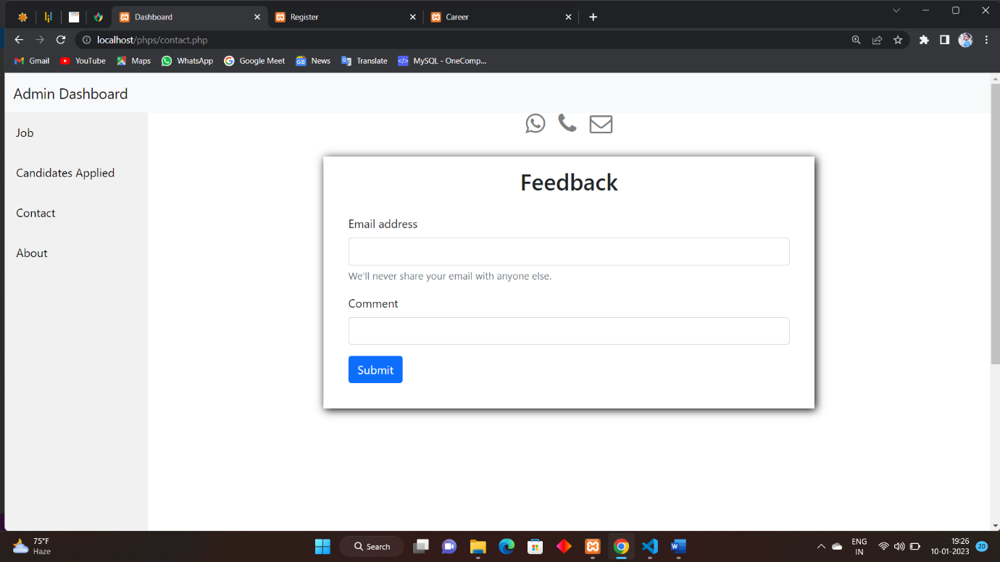 Dashboard
Register
Career
localhost/phps/contact.php
Gmail
YouTube
Maps
WhatsApp
Google Meet
News
Translate
MySQL - OneComp...
Admin Dashboard
Job
Candidates Applied
Contact
About
Feedback
Email address
We'll never share your email with anyone else.
Comment
Submit
75°F
Haze
Search
ENG
IN
19:26
10-01-2023
20